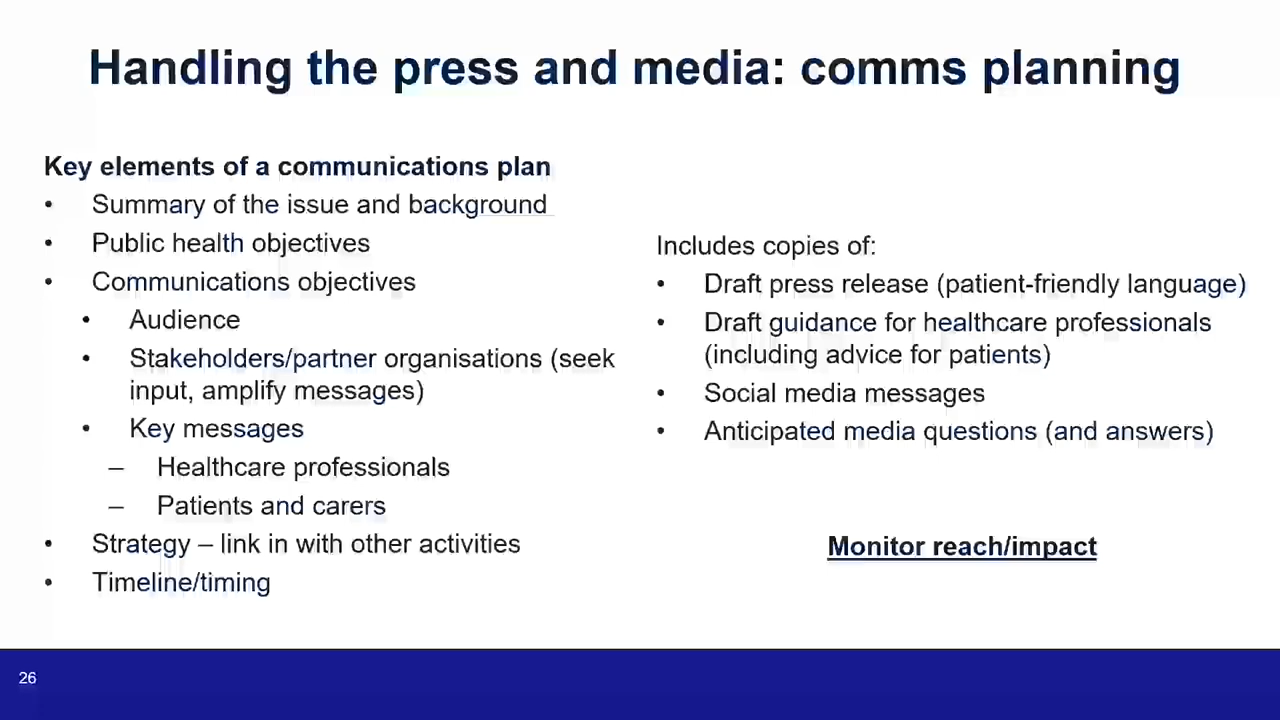 Handling the press and media: comms planning
Key elements of a communications plan
• Summary of the issue and background
• Public health objectives
• Communications objectives
• Audience
• Stakeholders/partner organisations (seek
input, amplify messages)
• Key messages
– Healthcare professionals
– Patients and carers
• Strategy – link in with other activities
• Timeline/timing
Includes copies of:
• Draft press release (patient-friendly language)
• Draft guidance for healthcare professionals
(including advice for patients)
• Social media messages
• Anticipated media questions (and answers)
Monitor reach/impact
26